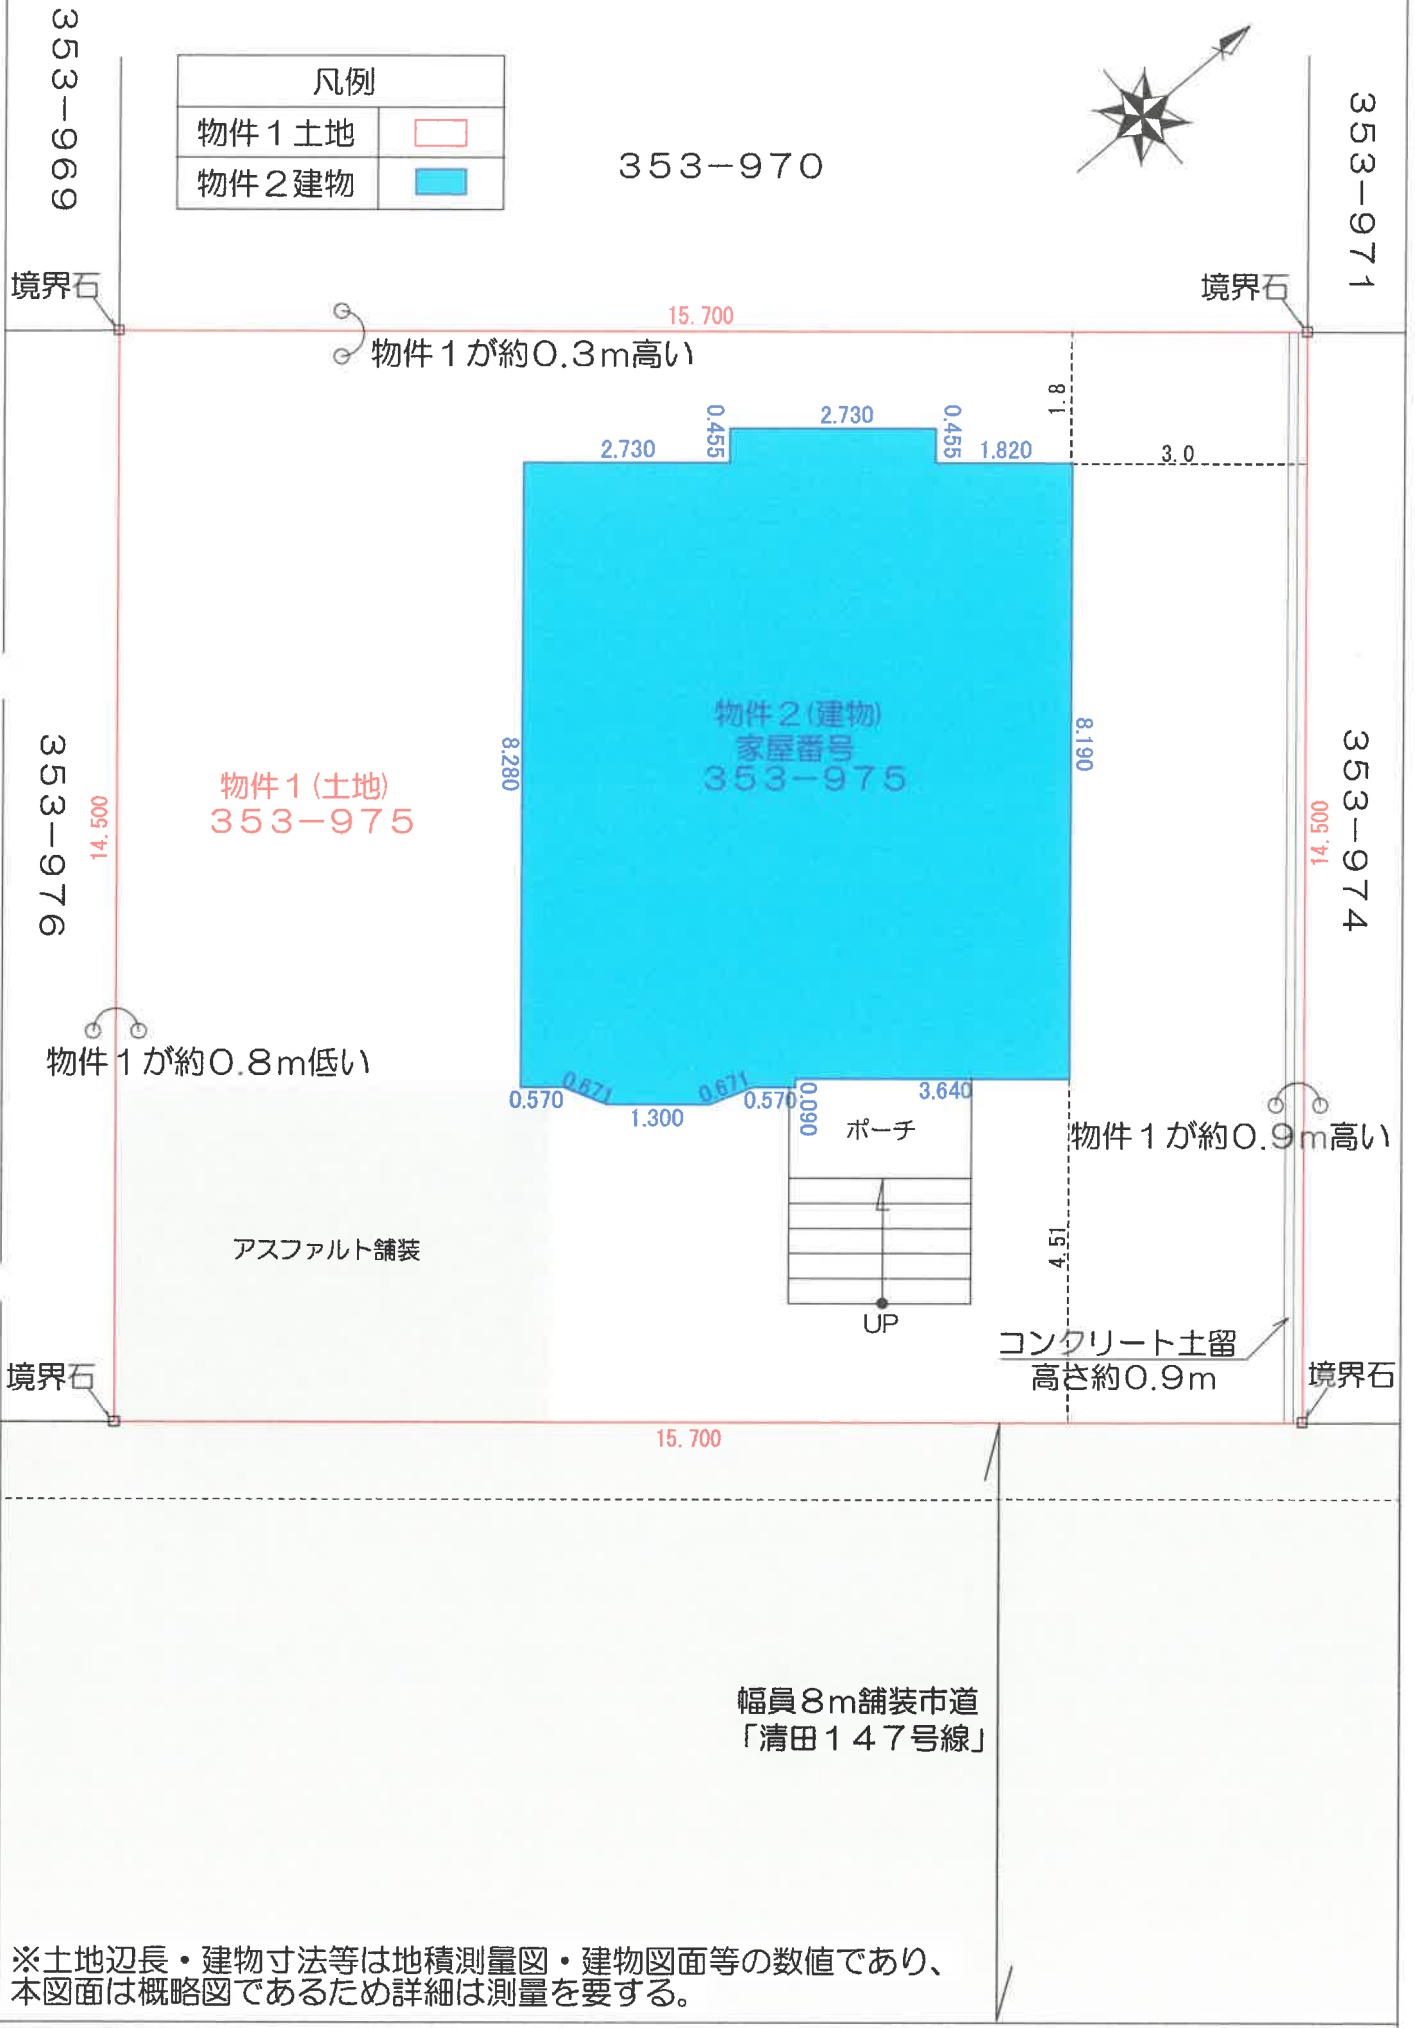 353-969
凡例
物件1土地
物件2建物
353-970
353-971
境界石
境界石
15.700
物件1が約0.3m高い
1.8
2.730
0.455
2.730
0.455
1.820
3.0
物件2(建物)
家屋番号
353-975
8.280
8.190
物件1(土地)
353-975
353-976
14.500
14.500
353-974
物件1が約0.8m低い
0.570
0.671
1.300
0.671
0.570
0.090
3.640
ポーチ
物件1が約0.9m高い
アスファルト舗装
4.51
UP
コンクリート土留
高さ約0.9m
境界石
境界石
15.700
幅員8m舗装市道
「清田147号線」
※土地辺長・建物寸法等は地積測量図・建物図面等の数値であり、
本図面は概略図であるため詳細は測量を要する。